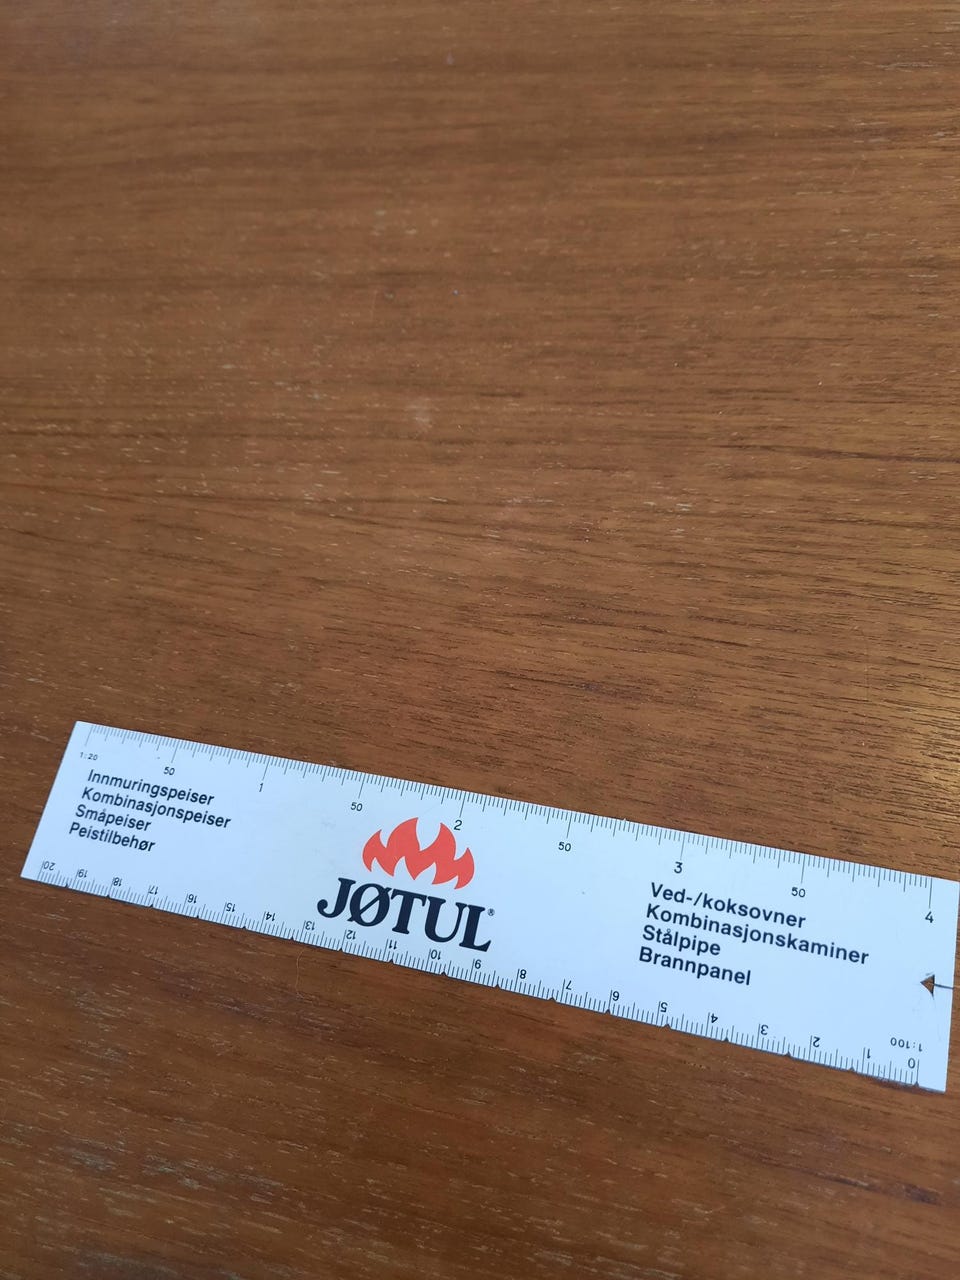 1:20 50 1 50 2 50 3 50 4
Innmuringspeiser
Kombinasjonspeiser
Småpeiser
Peistilbehør
JØTUL®
Ved-/koksovner
Kombinasjonskaminer
Stålpipe
Brannpanel
1:100
0 1 2 3 4 5 6 7 8 9 10 11 12 13 14 15 16 17 18 19 20